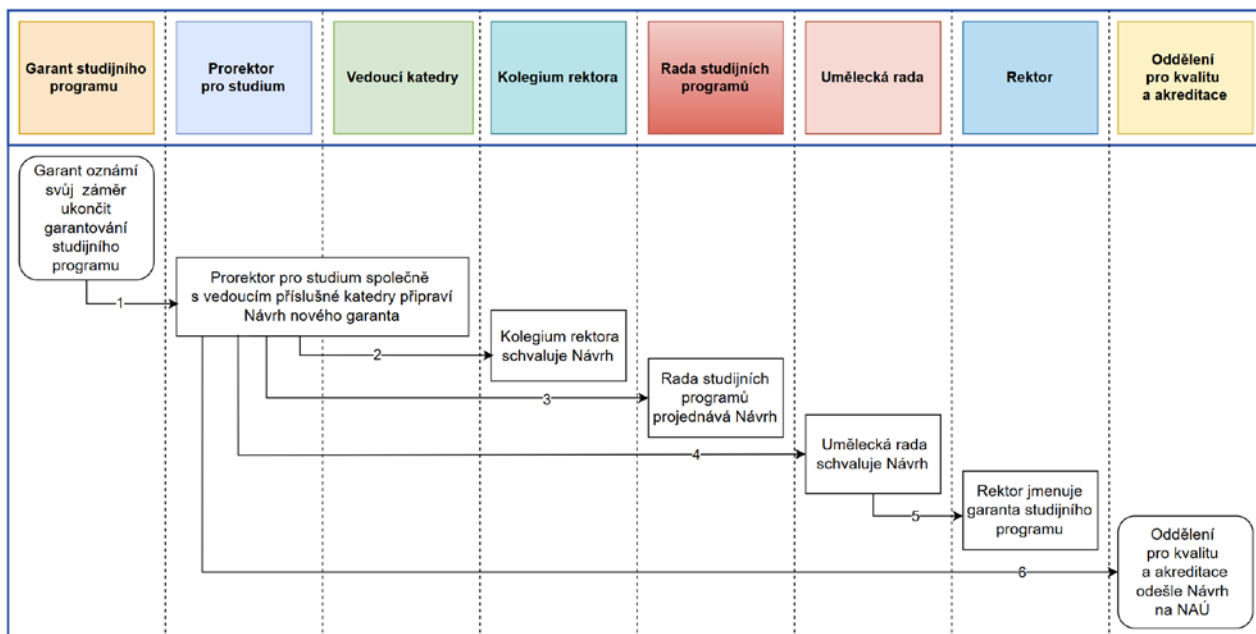 Garant studijního
programu
Prorektor
pro studium
Vedoucí katedry
Kolegium rektora
Rada studijních
programů
Umělecká rada
Rektor
Oddělení
pro kvalitu
a akreditace
Garant oznámí
svůj záměr
ukončit
garantování
studijního
programu
1
Prorektor pro studium společně
s vedoucím příslušné katedry připraví
Návrh nového garanta
2
Kolegium rektora
schvaluje Návrh
3
Rada studijních
programů
projednává Návrh
4
Umělecká rada
schvaluje Návrh
5
Rektor jmenuje
garanta studijního
programu
6
Oddělení
pro kvalitu
a akreditace
odešle Návrh
na NAÚ